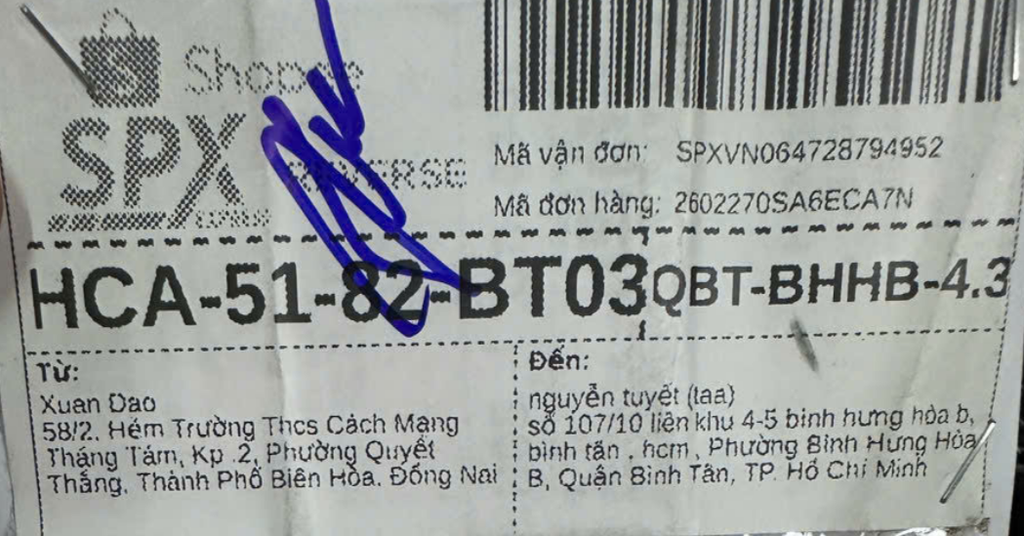 Shopee
SPX
REVERSE
Mã vận đơn: SPXVN064728794952
Mã đơn hàng: 2602270SA6ECA7N
HCA-51-82-BT03 QBT-BHHB-4.3
Từ:
Xuan Dao
58/2. Hẻm Trường Thcs Cách Mạng
Tháng Tám, Kp .2, Phường Quyết
Thắng, Thành Phố Biên Hòa, Đồng Nai
Đến:
nguyễn tuyết (taa)
số 107/10 liên khu 4-5 bình hưng hòa b,
bình tân , hcm , Phường Bình Hưng Hòa
B, Quận Bình Tân, TP. Hồ Chí Minh